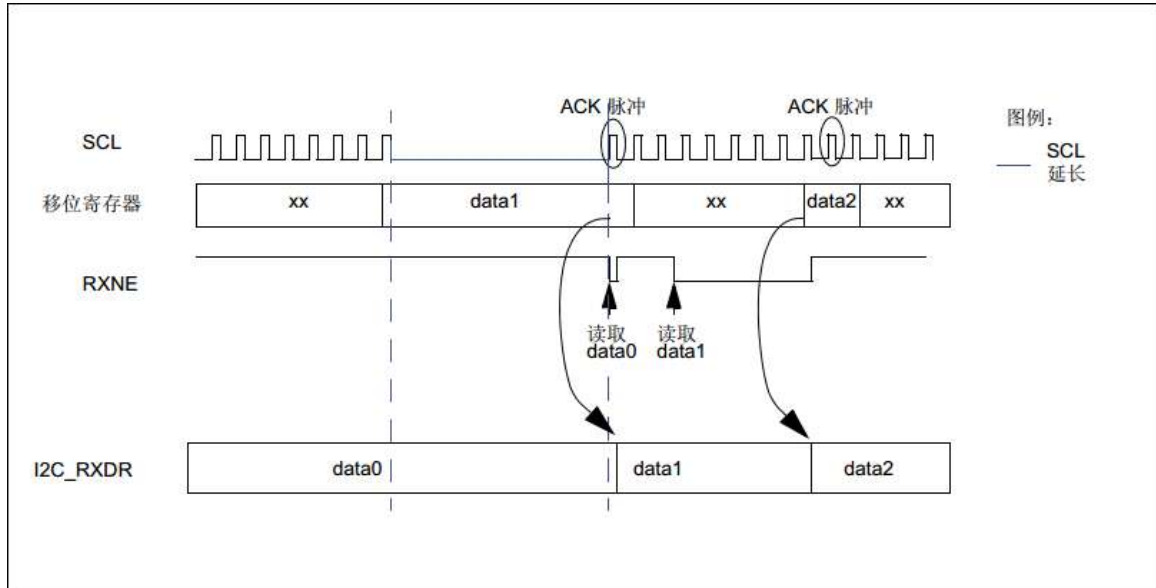 ACK 脉冲
ACK 脉冲
图例：
SCL
SCL
延长
移位寄存器
xx
data1
xx
data2
xx
RXNE
读取
data0
读取
data1
I2C_RXDR
data0
data1
data2